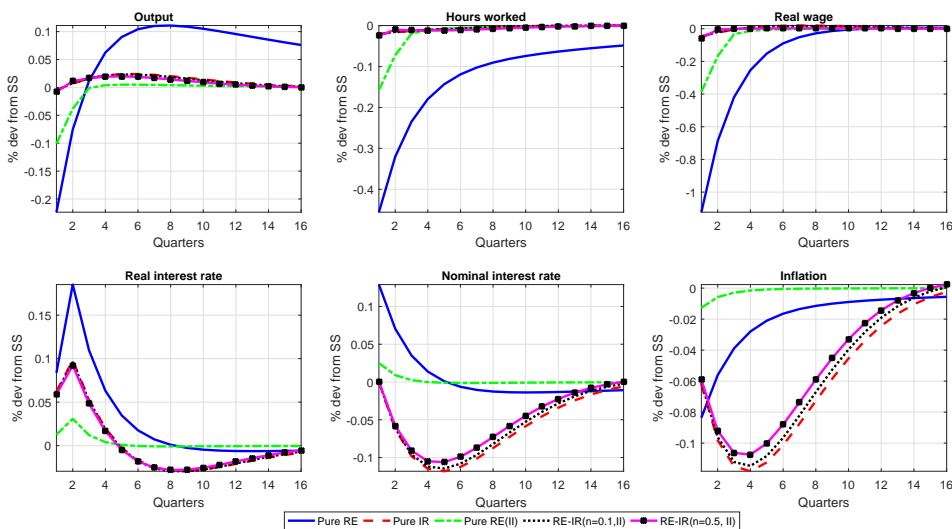 Output
Hours worked
Real wage
% dev from SS
0.1
0.05
0
-0.05
-0.1
-0.15
-0.2
2 4 6 8 10 12 14 16
Quarters
% dev from SS
0
-0.1
-0.2
-0.3
-0.4
2 4 6 8 10 12 14 16
Quarters
% dev from SS
0
-0.2
-0.4
-0.6
-0.8
-1
2 4 6 8 10 12 14 16
Quarters
Real interest rate
Nominal interest rate
Inflation
% dev from SS
0.15
0.1
0.05
0
2 4 6 8 10 12 14 16
Quarters
% dev from SS
0.1
0.05
0
-0.05
-0.1
2 4 6 8 10 12 14 16
Quarters
% dev from SS
0
-0.02
-0.04
-0.06
-0.08
-0.1
2 4 6 8 10 12 14 16
Quarters
Pure RE Pure IR Pure RE(II) RE-IR(n=0.1,II) RE-IR(n=0.5, II)